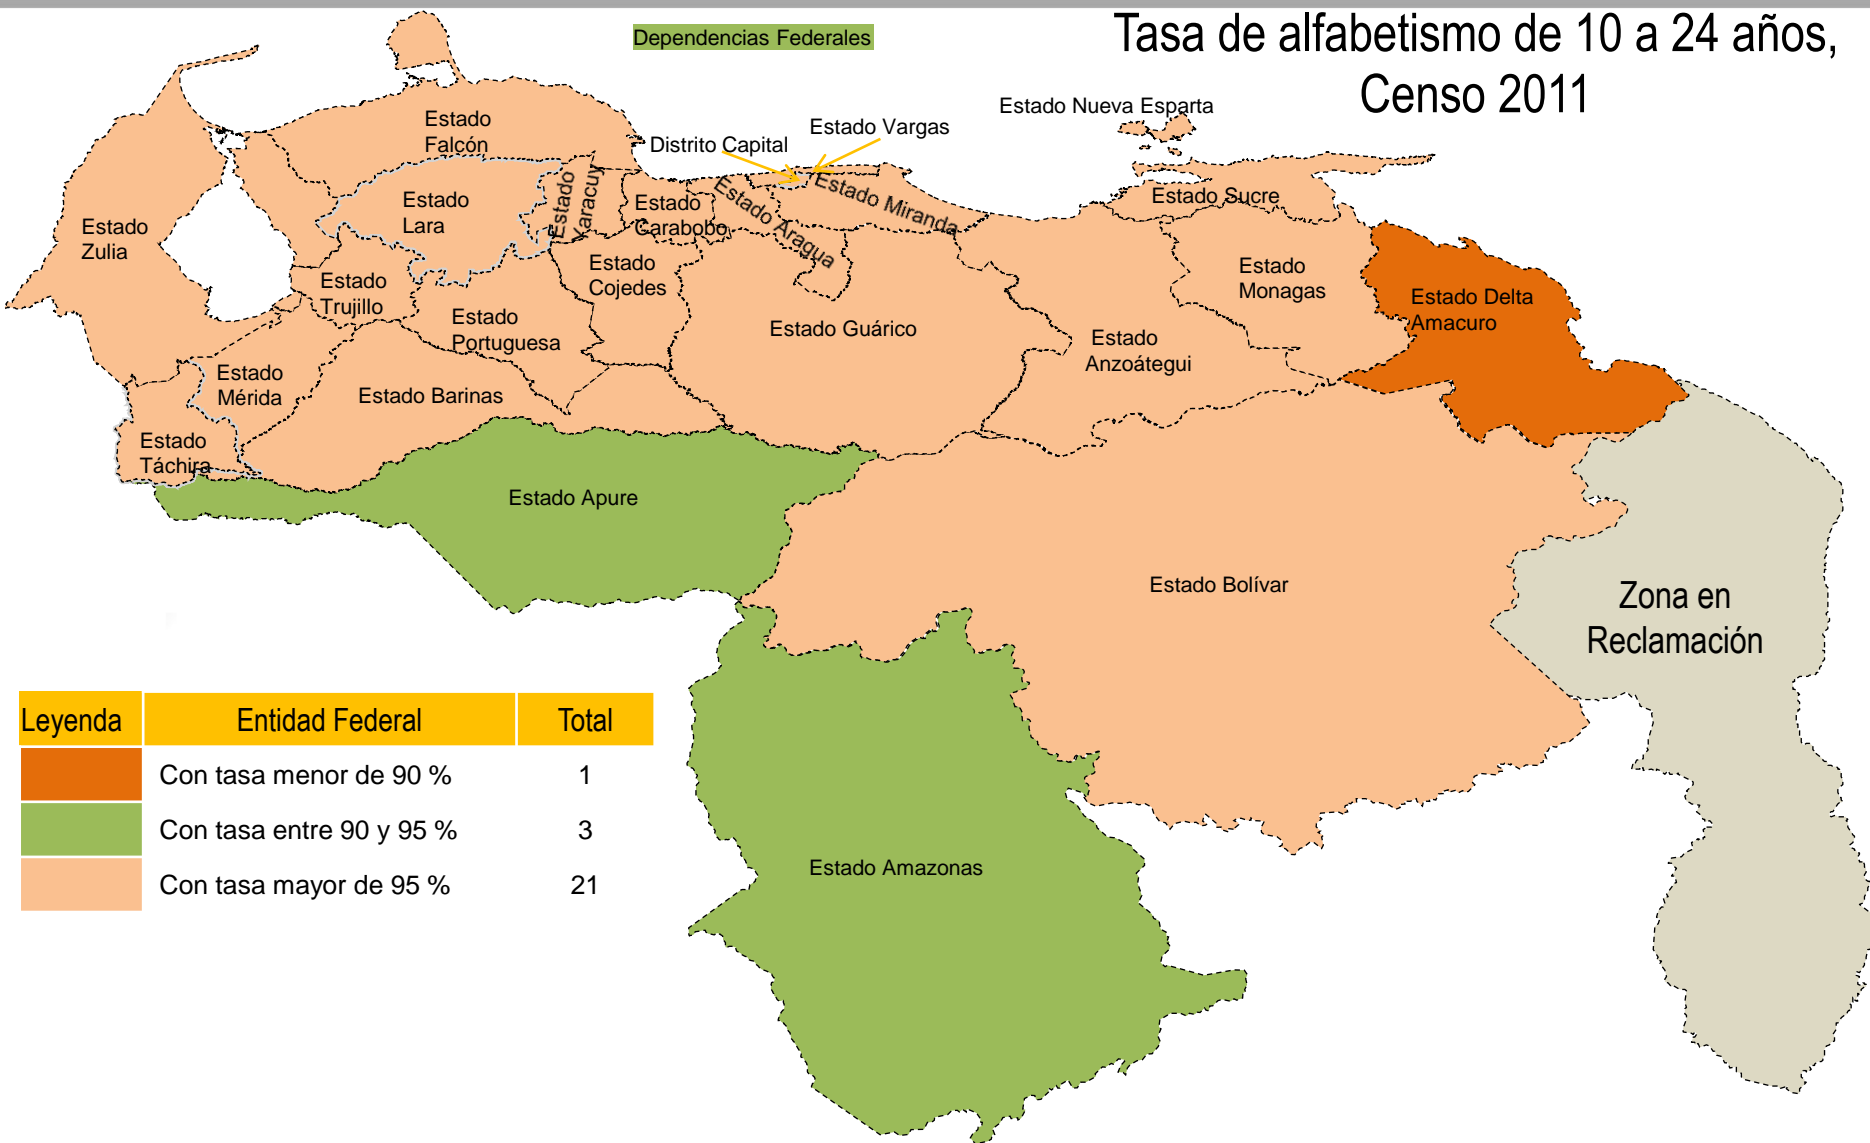 Tasa de alfabetismo de 10 a 24 años,
Censo 2011
Dependencias Federales
Estado Nueva Esparta
Estado Vargas
Distrito Capital
Estado
Falcón
Estado
Lara
Estado
Yaracuy
Estado
Carabobo
Estado Aragua
Estado Miranda
Estado Sucre
Estado
Zulia
Estado
Trujillo
Estado
Cojedes
Estado
Portuguesa
Estado Guárico
Estado
Monagas
Estado
Anzoátegui
Estado Delta
Amacuro
Estado
Mérida
Estado Barinas
Estado
Táchira
Estado Apure
Estado Bolívar
Zona en
Reclamación
Estado Amazonas
Leyenda Entidad Federal Total
Con tasa menor de 90 % 1
Con tasa entre 90 y 95 % 3
Con tasa mayor de 95 % 21